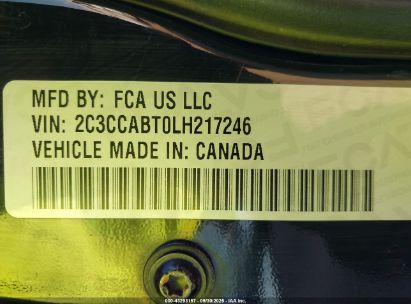 MFD BY: FCA US LLC
VIN: 2C3CCABT0LH217246
VEHICLE MADE IN: CANADA